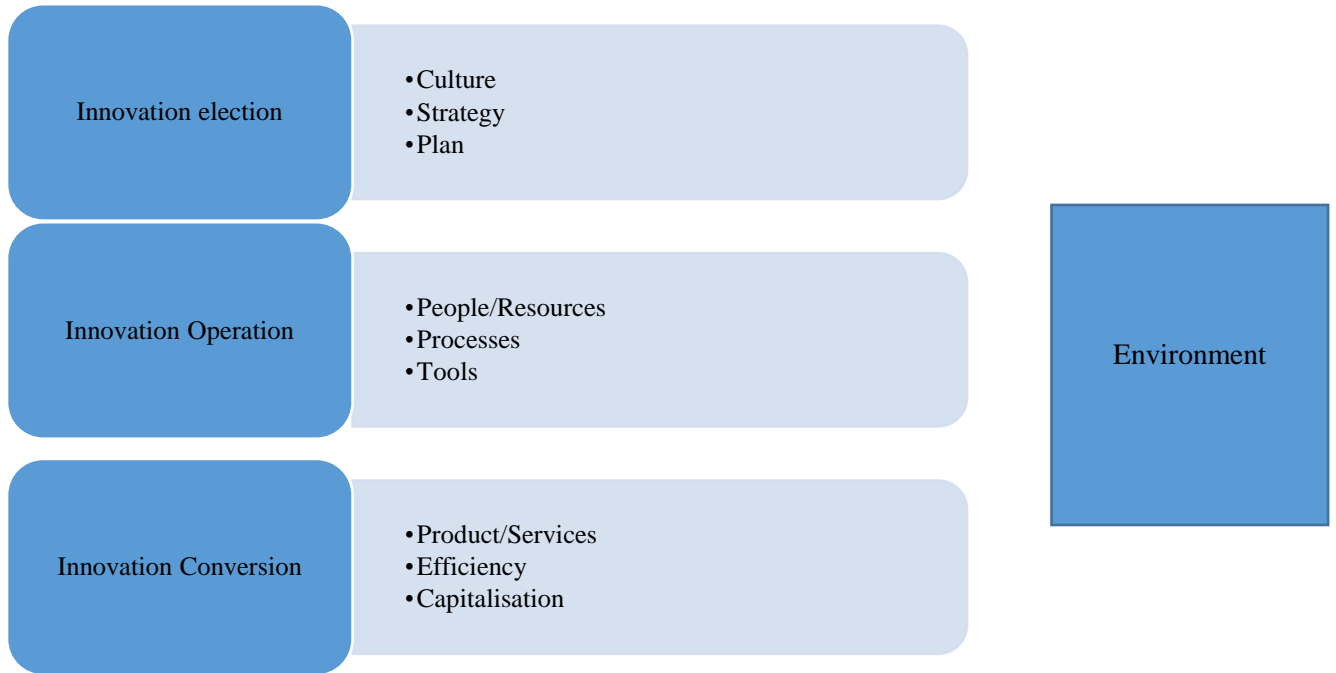 Innovation election
•Culture
•Strategy
•Plan
Innovation Operation
•People/Resources
•Processes
•Tools
Innovation Conversion
•Product/Services
•Efficiency
•Capitalisation
Environment